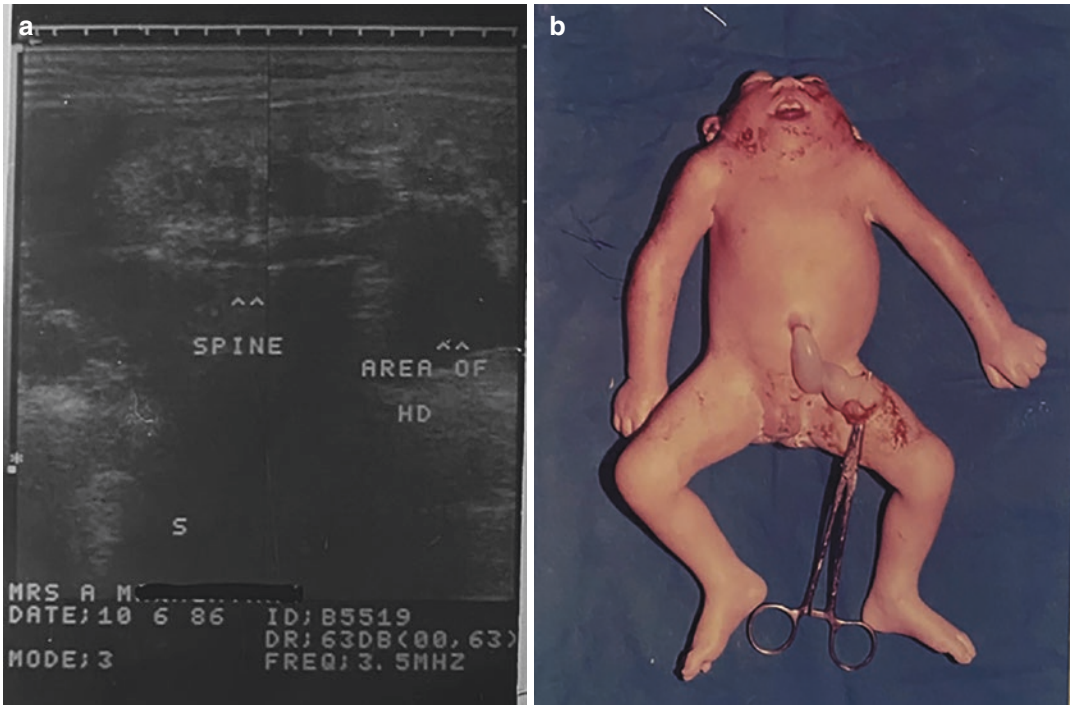 a
b
SPINE
AREA OF
HD
S
MRS A M
DATE;10 6 86 ID;B5519
DR;63DB(00,63)
MODE;3 FREQ;3.5MHZ